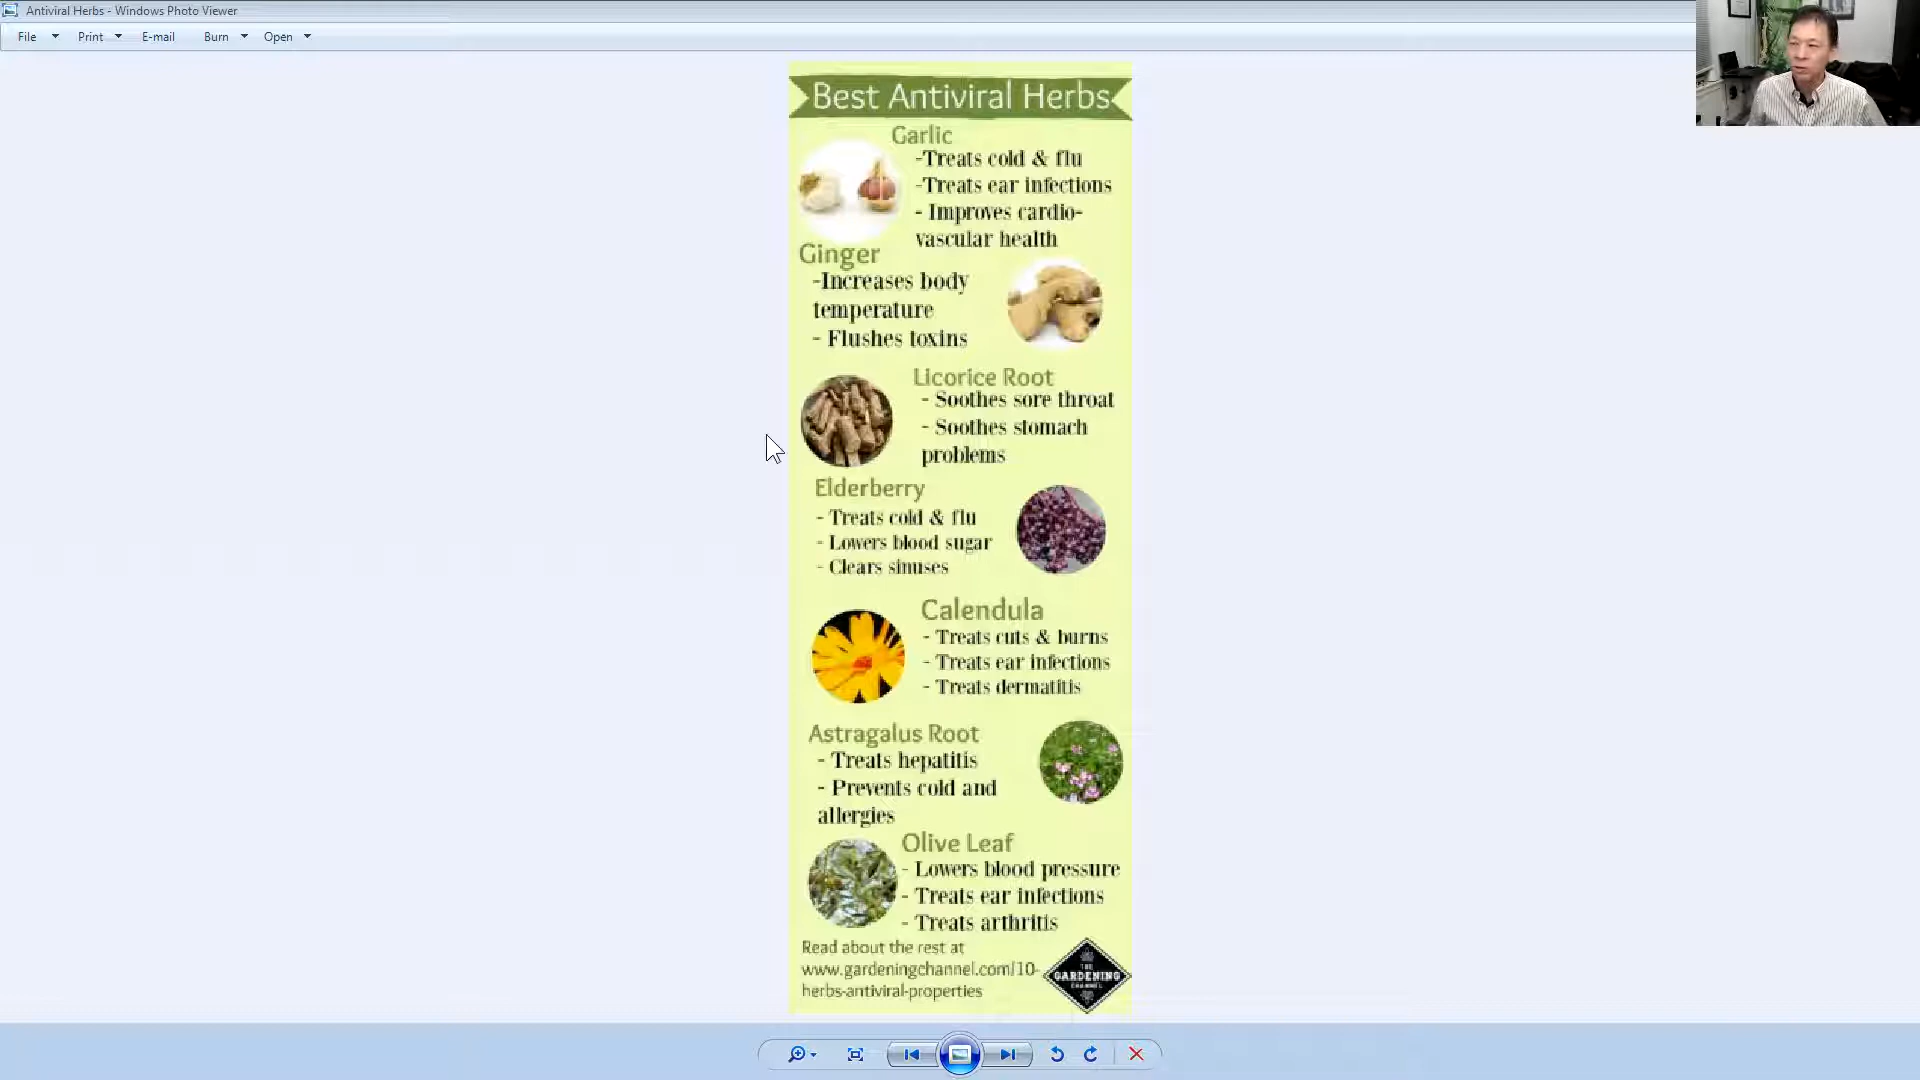 Antiviral Herbs - Windows Photo Viewer
File Print E-mail Burn Open
Best Antiviral Herbs
Garlic
-Treats cold & flu
-Treats ear infections
- Improves cardio-
vascular health
Ginger
-Increases body
temperature
- Flushes toxins
Licorice Root
- Soothes sore throat
- Soothes stomach
problems
Elderberry
- Treats cold & flu
- Lowers blood sugar
- Clears sinuses
Calendula
- Treats cuts & burns
- Treats ear infections
- Treats dermatitis
Astragalus Root
- Treats hepatitis
- Prevents cold and
allergies
Olive Leaf
- Lowers blood pressure
- Treats ear infections
- Treats arthritis
Read about the rest at
www.gardeningchannel.com/10-
herbs-antiviral-properties
THE
GARDENING
CHANNEL